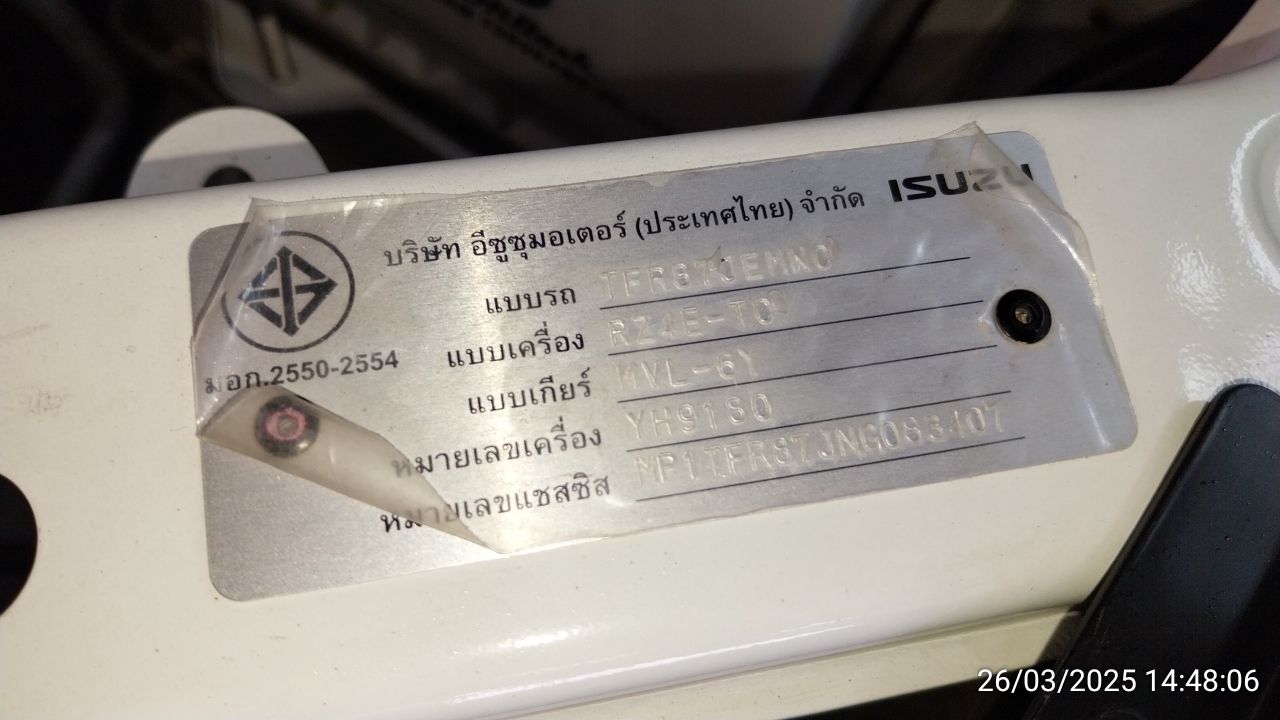 บริษัท อีซูซุมอเตอร์ (ประเทศไทย) จำกัด ISUZU
แบบรถ
แบบเครื่อง RZ4E-TC
แบบเกียร์ MVL-6Y
หมายเลขเครื่อง YH9180
หมายเลขแชสซิส
มอก.2550-2554
26/03/2025 14:48:06